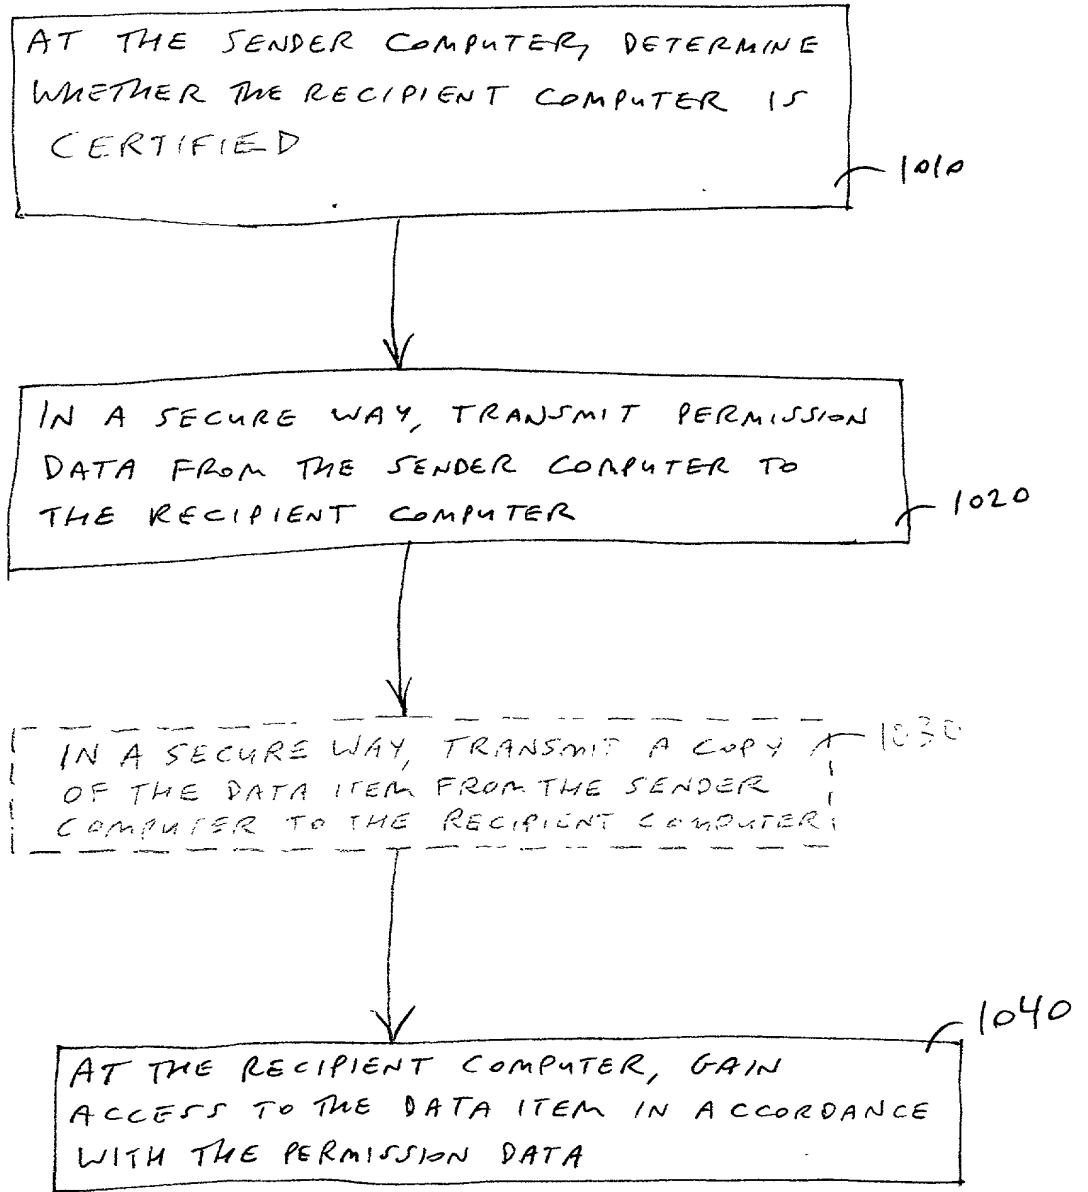 AT THE SENDER COMPUTER, DETERMINE
WHETHER THE RECIPIENT COMPUTER IS
CERTIFIED
1010
IN A SECURE WAY, TRANSMIT PERMISSION
DATA FROM THE SENDER COMPUTER TO
THE RECIPIENT COMPUTER
1020
IN A SECURE WAY, TRANSMIT A COPY
1030
OF THE DATA ITEM FROM THE SENDER
COMPUTER TO THE RECIPIENT COMPUTER
1040
AT THE RECIPIENT COMPUTER, GAIN
ACCESS TO THE DATA ITEM IN ACCORDANCE
WITH THE PERMISSION DATA